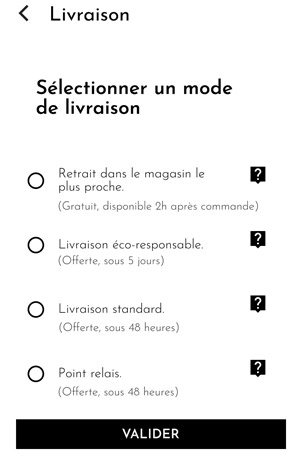 Livraison
Sélectionner un mode
de livraison
Retrait dans le magasin le
plus proche.
(Gratuit, disponible 2h après commande)
Livraison éco-responsable.
(Offerte, sous 5 jours)
Livraison standard.
(Offerte, sous 48 heures)
Point relais.
(Offerte, sous 48 heures)
VALIDER